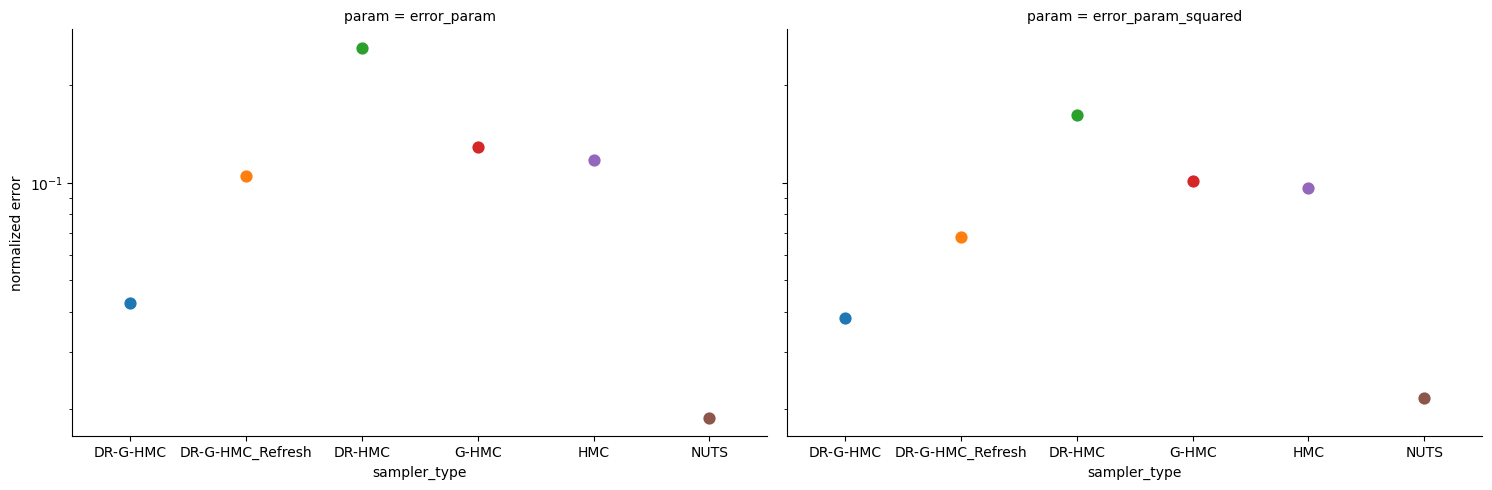 param = error_param
param = error_param_squared
normalized error
10⁻¹
DR-G-HMC DR-G-HMC_Refresh DR-HMC G-HMC HMC NUTS
sampler_type
DR-G-HMC DR-G-HMC_Refresh DR-HMC G-HMC HMC NUTS
sampler_type